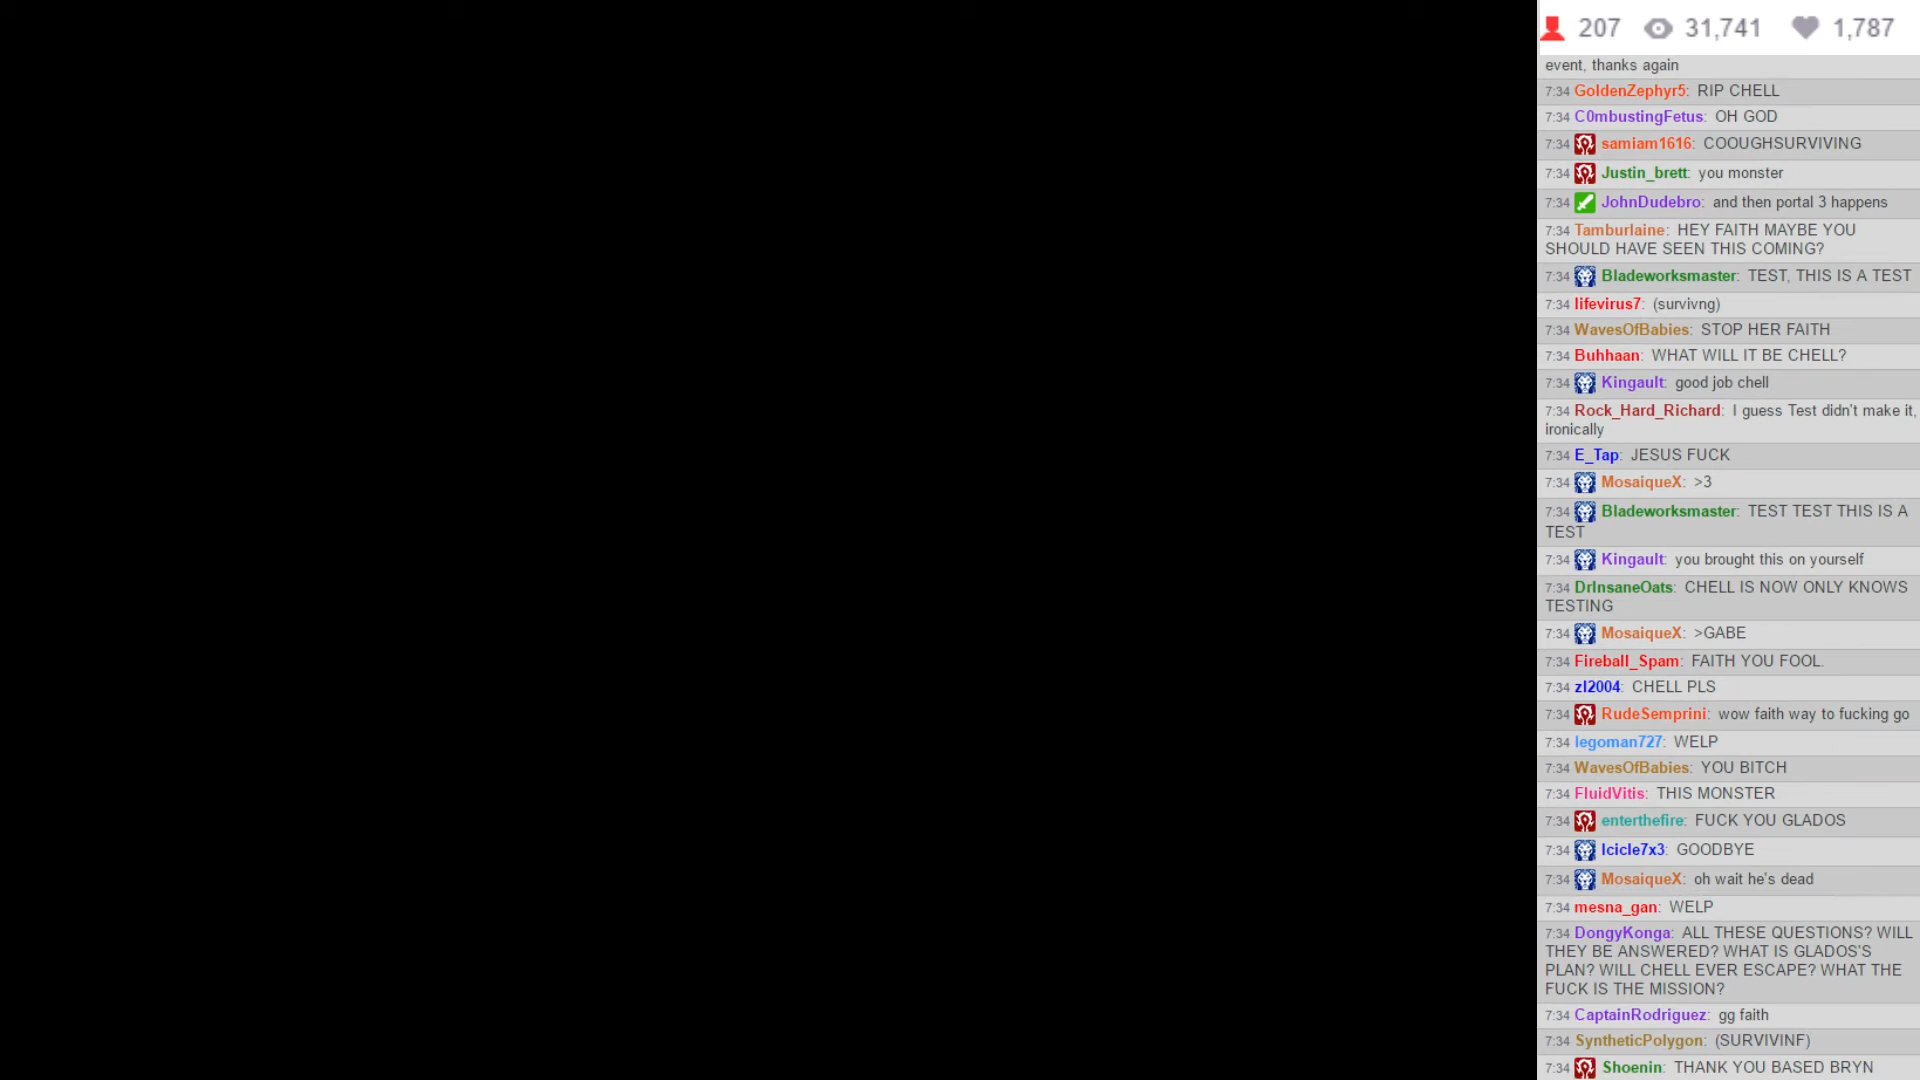 207 31,741 1,787
event, thanks again
7:34 GoldenZephyr5: RIP CHELL
7:34 C0mbustingFetus: OH GOD
7:34 samiam1616: COOUGHSURVIVING
7:34 Justin_brett: you monster
7:34 JohnDudebro: and then portal 3 happens
7:34 Tamburlaine: HEY FAITH MAYBE YOU
SHOULD HAVE SEEN THIS COMING?
7:34 Bladeworksmaster: TEST, THIS IS A TEST
7:34 lifevirus7: (survivng)
7:34 WavesOfBabies: STOP HER FAITH
7:34 Buhhaan: WHAT WILL IT BE CHELL?
7:34 Kingault: good job chell
7:34 Rock_Hard_Richard: I guess Test didn't make it,
ironically
7:34 E_Tap: JESUS FUCK
7:34 MosaiqueX: >3
7:34 Bladeworksmaster: TEST TEST THIS IS A
TEST
7:34 Kingault: you brought this on yourself
7:34 DrInsaneOats: CHELL IS NOW ONLY KNOWS
TESTING
7:34 MosaiqueX: >GABE
7:34 Fireball_Spam: FAITH YOU FOOL.
7:34 zl2004: CHELL PLS
7:34 RudeSemprini: wow faith way to fucking go
7:34 legoman727: WELP
7:34 WavesOfBabies: YOU BITCH
7:34 FluidVitis: THIS MONSTER
7:34 enterthefire: FUCK YOU GLADOS
7:34 Icicle7x3: GOODBYE
7:34 MosaiqueX: oh wait he's dead
7:34 mesna_gan: WELP
7:34 DongyKonga: ALL THESE QUESTIONS? WILL
THEY BE ANSWERED? WHAT IS GLADOS'S
PLAN? WILL CHELL EVER ESCAPE? WHAT THE
FUCK IS THE MISSION?
7:34 CaptainRodriguez: gg faith
7:34 SyntheticPolygon: (SURVIVINF)
7:34 Shoenin: THANK YOU BASED BRYN